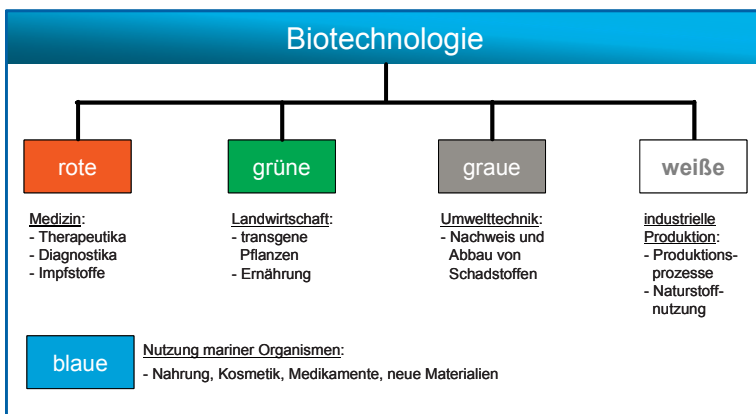 Biotechnologie
rote
grüne
graue
weiße
Medizin:
- Therapeutika
- Diagnostika
- Impfstoffe
Landwirtschaft:
- transgene
Pflanzen
- Ernährung
Umwelttechnik:
- Nachweis und
Abbau von
Schadstoffen
industrielle
Produktion:
- Produktions-
prozesse
- Naturstoff-
nutzung
blaue
Nutzung mariner Organismen:
- Nahrung, Kosmetik, Medikamente, neue Materialien